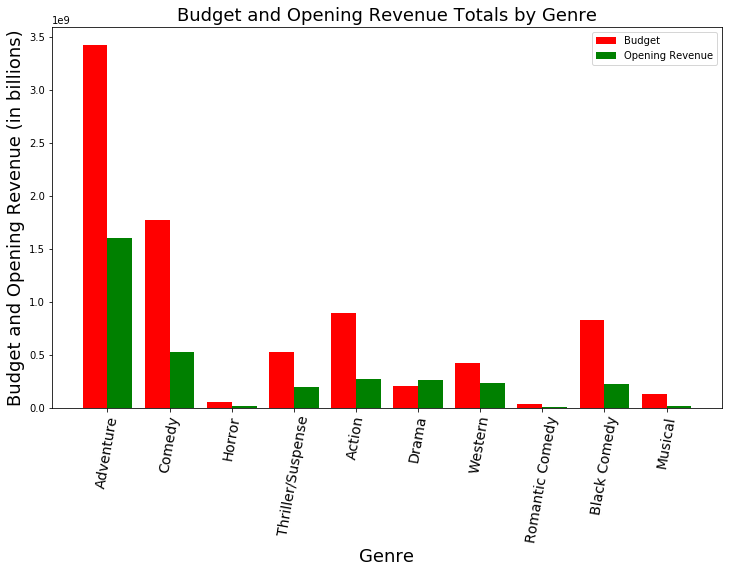 Budget and Opening Revenue Totals by Genre
1e9
Budget
Opening Revenue
Budget and Opening Revenue (in billions)
3.5
3.0
2.5
2.0
1.5
1.0
0.5
0.0
Adventure
Comedy
Horror
Thriller/Suspense
Action
Drama
Western
Romantic Comedy
Black Comedy
Musical
Genre